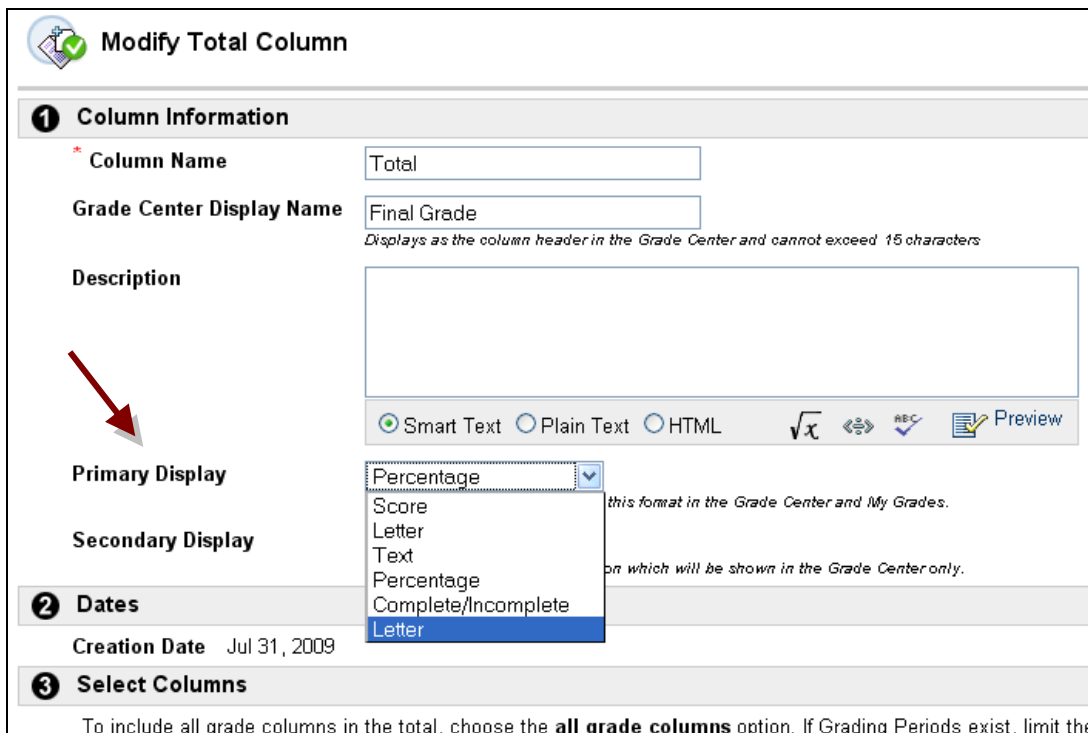 Modify Total Column
1 Column Information
* Column Name Total
Grade Center Display Name Final Grade
Displays as the column header in the Grade Center and cannot exceed 15 characters
Description
Smart Text Plain Text HTML √x ABC Preview
Primary Display Percentage
Score this format in the Grade Center and My Grades.
Letter
Secondary Display
Text
on which will be shown in the Grade Center only.
Percentage
Complete/Incomplete
Letter
2 Dates
Creation Date Jul 31, 2009
3 Select Columns
To include all grade columns in the total, choose the all grade columns option. If Grading Periods exist, limit the